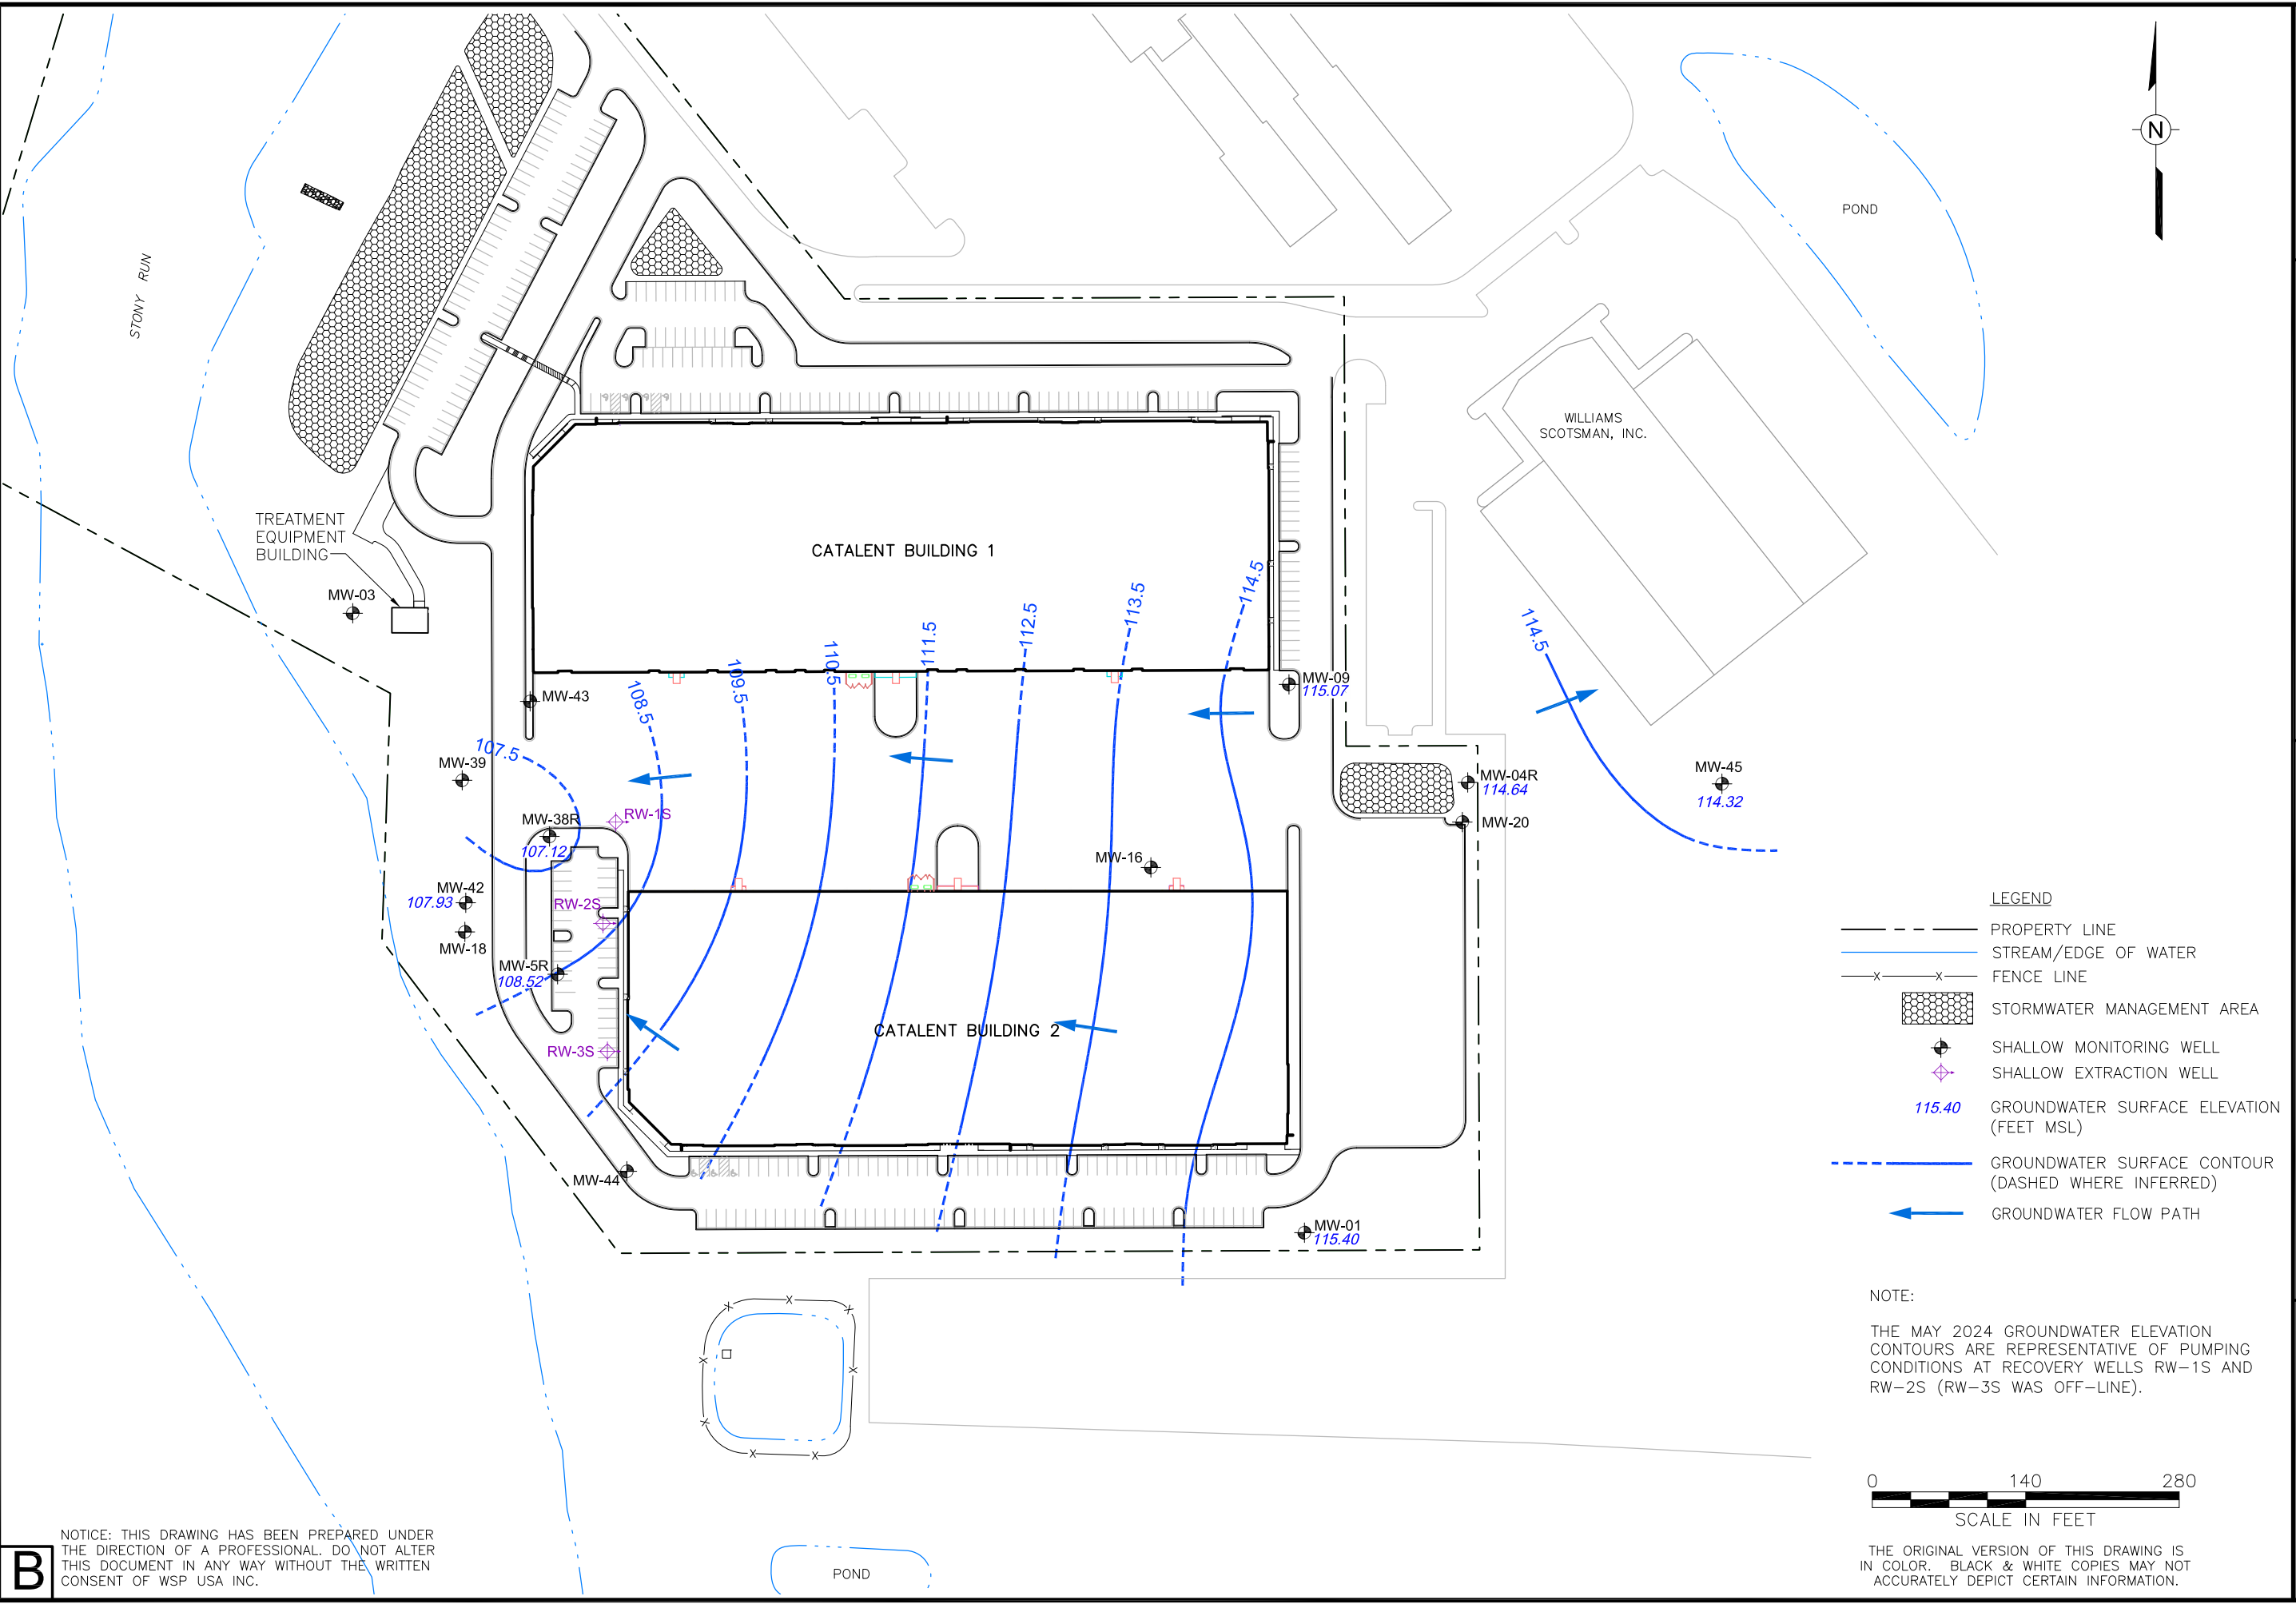 N
POND
STONY RUN
WILLIAMS
SCOTSMAN, INC.
TREATMENT
EQUIPMENT
BUILDING
CATALENT BUILDING 1
MW-03
114.5
113.5
112.5
111.5
110.5
109.5
108.5
107.5
114.5
MW-43
MW-09
115.07
MW-39
MW-04R
114.64
MW-45
114.32
RW-1S
MW-38R
107.12
MW-20
MW-16
MW-42
107.93
RW-2S
MW-18
MW-5R
108.52
CATALENT BUILDING 2
RW-3S
MW-44
MW-01
115.40
LEGEND
PROPERTY LINE
STREAM/EDGE OF WATER
X X FENCE LINE
STORMWATER MANAGEMENT AREA
SHALLOW MONITORING WELL
SHALLOW EXTRACTION WELL
115.40 GROUNDWATER SURFACE ELEVATION
(FEET MSL)
GROUNDWATER SURFACE CONTOUR
(DASHED WHERE INFERRED)
GROUNDWATER FLOW PATH
NOTE:
THE MAY 2024 GROUNDWATER ELEVATION
CONTOURS ARE REPRESENTATIVE OF PUMPING
CONDITIONS AT RECOVERY WELLS RW-1S AND
RW-2S (RW-3S WAS OFF-LINE).
X X X
X X
X X X
0 140 280
SCALE IN FEET
THE ORIGINAL VERSION OF THIS DRAWING IS
IN COLOR. BLACK & WHITE COPIES MAY NOT
ACCURATELY DEPICT CERTAIN INFORMATION.
POND
B
NOTICE: THIS DRAWING HAS BEEN PREPARED UNDER
THE DIRECTION OF A PROFESSIONAL. DO NOT ALTER
THIS DOCUMENT IN ANY WAY WITHOUT THE WRITTEN
CONSENT OF WSP USA INC.